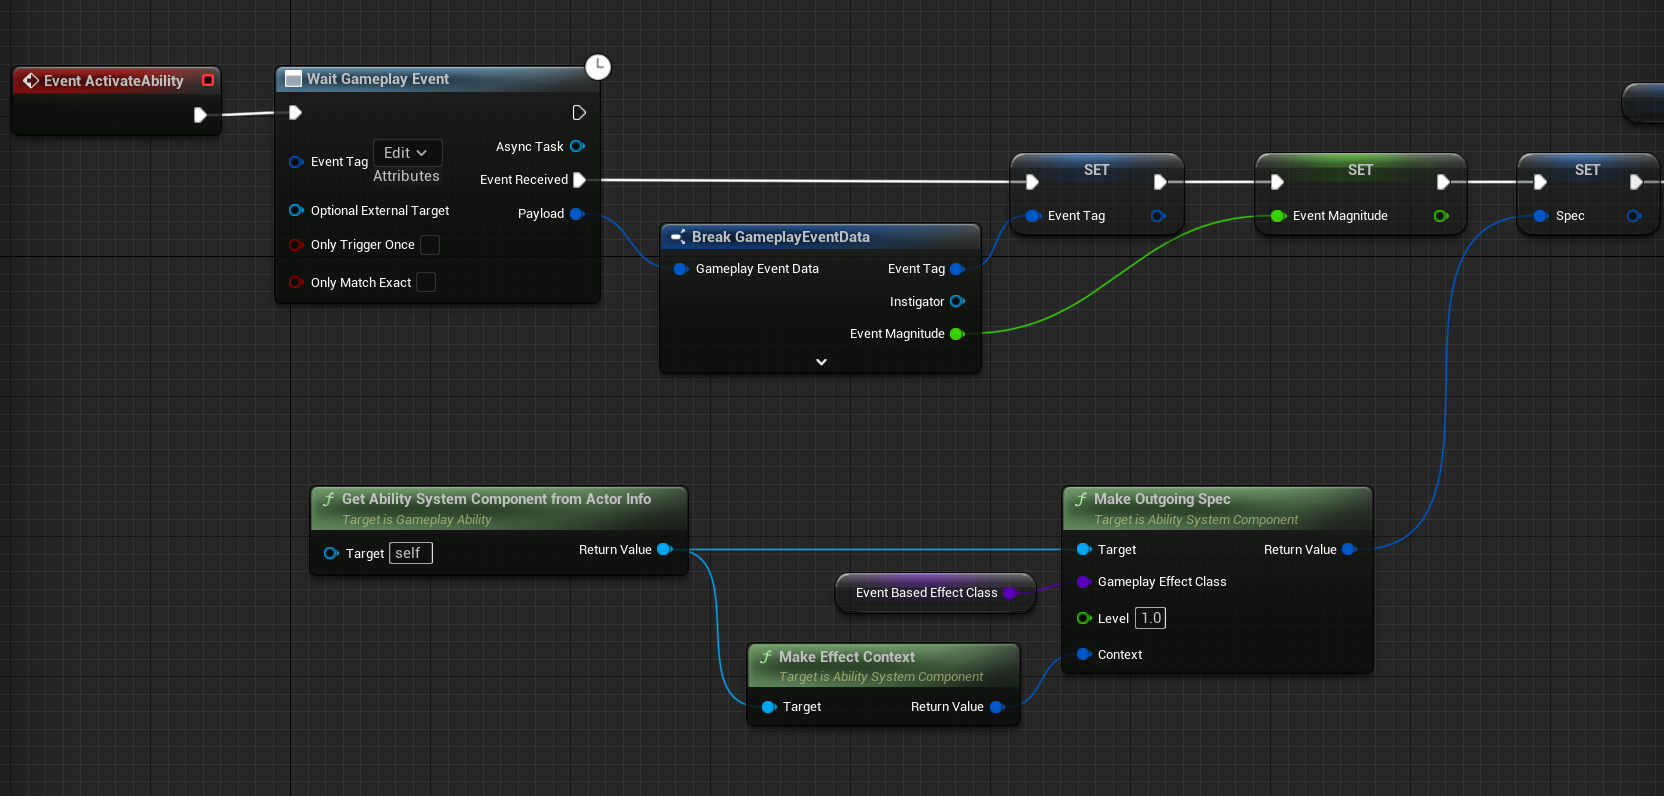 Event ActivateAbility
Wait Gameplay Event
Async Task
Event Tag
Edit
Attributes
Event Received
Optional External Target
Payload
Only Trigger Once
Only Match Exact
Break GameplayEventData
Gameplay Event Data
Event Tag
Instigator
Event Magnitude
SET
Event Tag
SET
Event Magnitude
SET
Spec
Get Ability System Component from Actor Info
Target is Gameplay Ability
Target self
Return Value
Event Based Effect Class
Make Effect Context
Target is Ability System Component
Target
Return Value
Make Outgoing Spec
Target is Ability System Component
Target
Return Value
Gameplay Effect Class
Level 1.0
Context